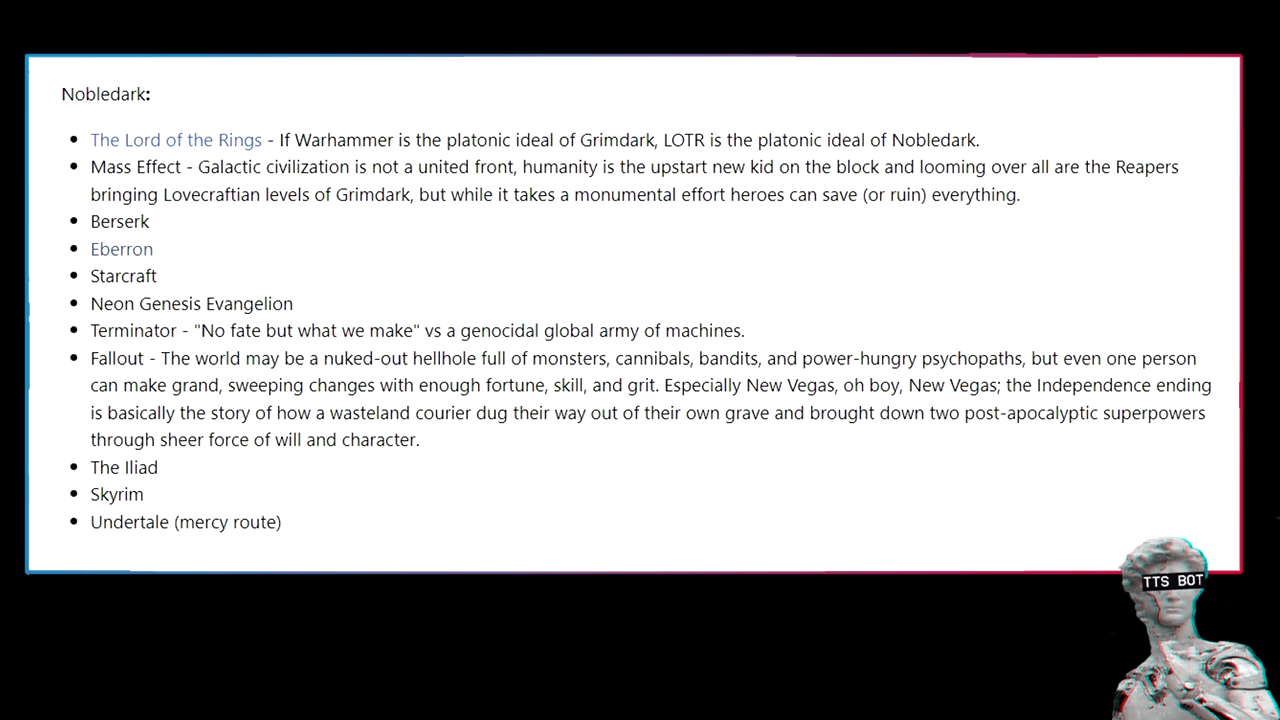 Nobledark:
The Lord of the Rings - If Warhammer is the platonic ideal of Grimdark, LOTR is the platonic ideal of Nobledark.
Mass Effect - Galactic civilization is not a united front, humanity is the upstart new kid on the block and looming over all are the Reapers
bringing Lovecraftian levels of Grimdark, but while it takes a monumental effort heroes can save (or ruin) everything.
Berserk
Eberron
Starcraft
Neon Genesis Evangelion
Terminator - "No fate but what we make" vs a genocidal global army of machines.
Fallout - The world may be a nuked-out hellhole full of monsters, cannibals, bandits, and power-hungry psychopaths, but even one person
can make grand, sweeping changes with enough fortune, skill, and grit. Especially New Vegas, oh boy, New Vegas; the Independence ending
is basically the story of how a wasteland courier dug their way out of their own grave and brought down two post-apocalyptic superpowers
through sheer force of will and character.
The Iliad
Skyrim
Undertale (mercy route)
TTS BOT